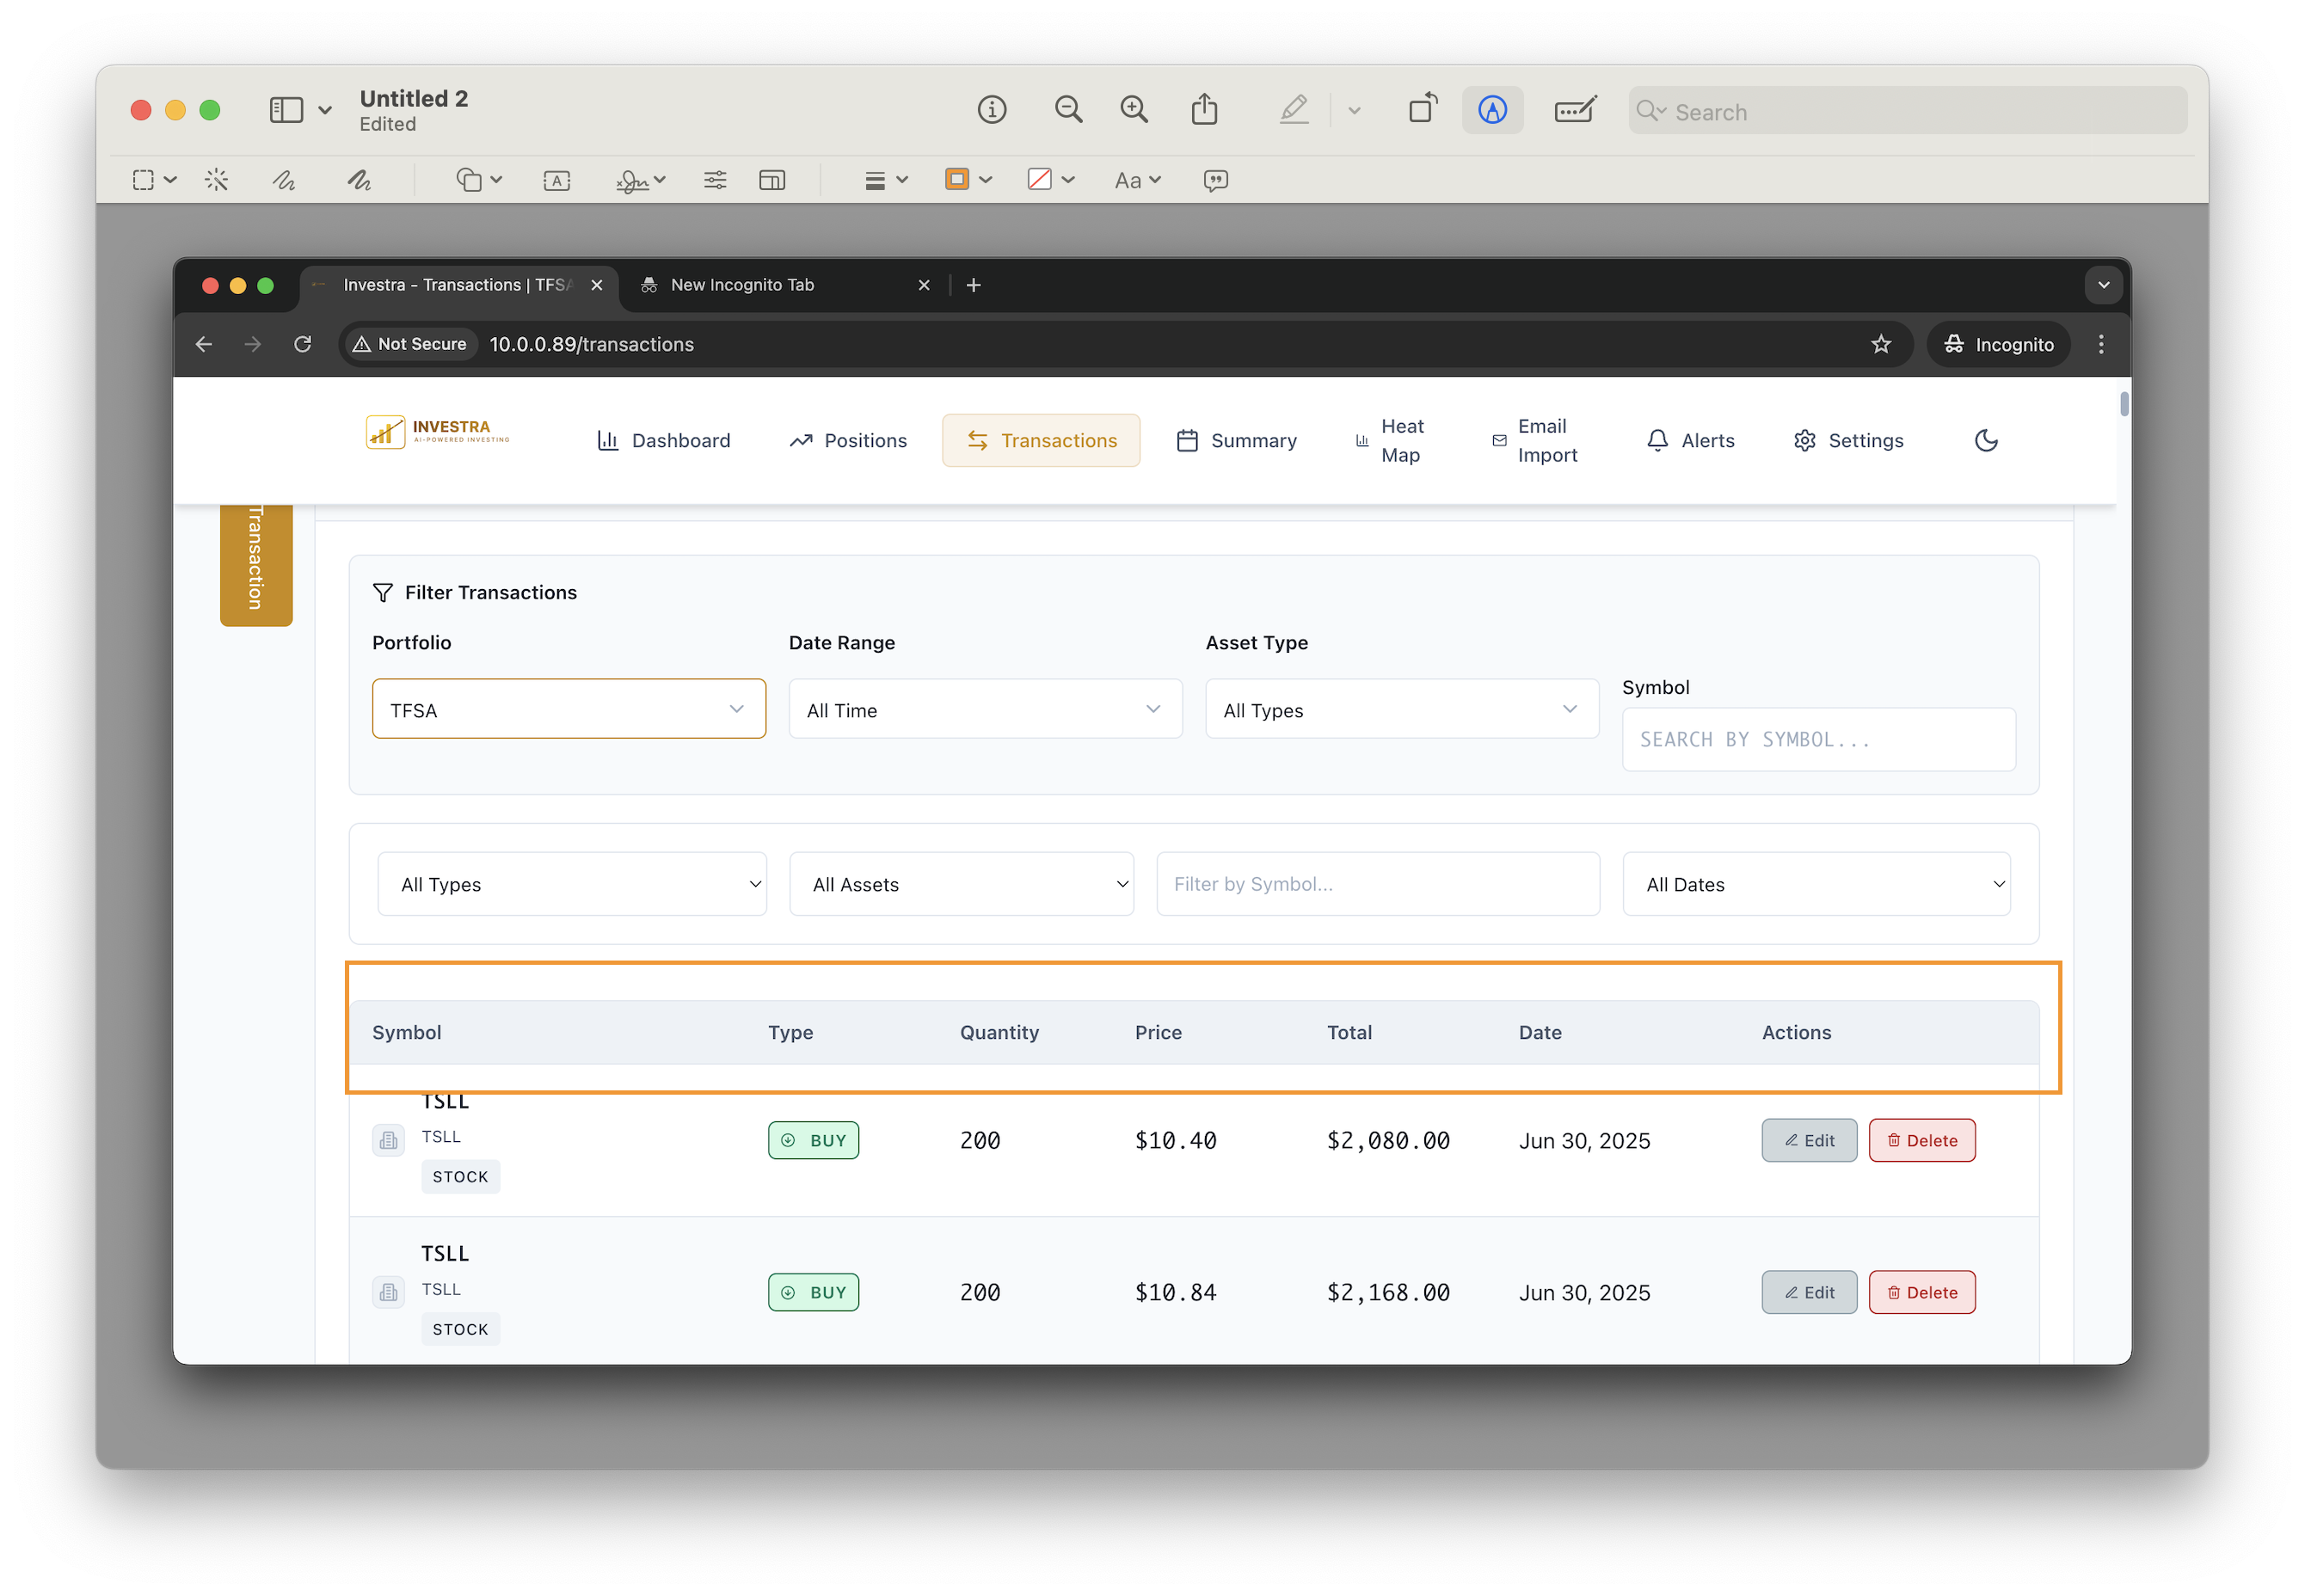 Untitled 2
Edited
Search
A
Aa
Investra - Transactions | TFSA
New Incognito Tab
Not Secure
10.0.0.89/transactions
Incognito
INVESTRA
AI-POWERED INVESTING
Dashboard
Positions
Transactions
Summary
Heat
Map
Email
Import
Alerts
Settings
Transaction
Filter Transactions
Portfolio
Date Range
Asset Type
Symbol
TFSA
All Time
All Types
SEARCH BY SYMBOL...
All Types
All Assets
Filter by Symbol...
All Dates
Symbol Type Quantity Price Total Date Actions
TSLL
TSLL
STOCK
BUY 200 $10.40 $2,080.00 Jun 30, 2025 Edit Delete
TSLL
TSLL
STOCK
BUY 200 $10.84 $2,168.00 Jun 30, 2025 Edit Delete